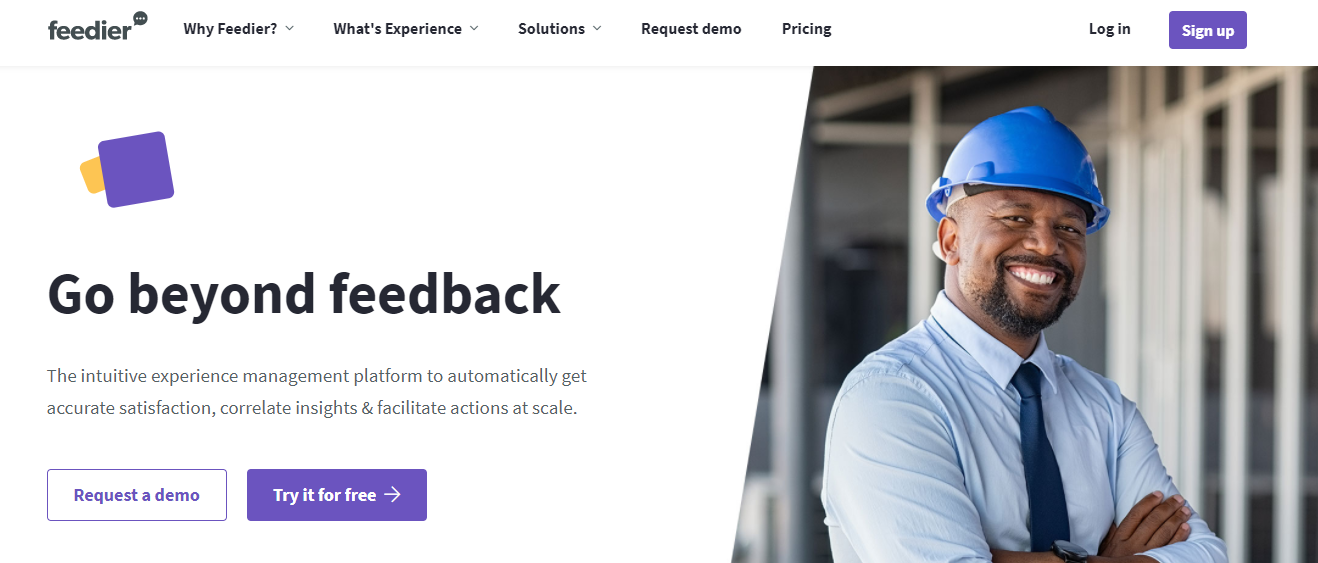 feedier
Why Feedier?
What's Experience
Solutions
Request demo
Pricing
Log in
Sign up
Go beyond feedback
The intuitive experience management platform to automatically get
accurate satisfaction, correlate insights & facilitate actions at scale.
Request a demo
Try it for free →